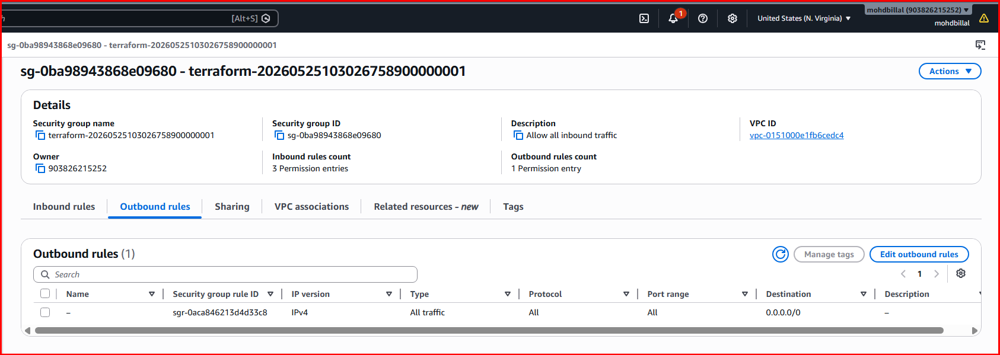 [Alt+S]
1
United States (N. Virginia)
mohdbillal (903826215252)
mohdbillal
sg-0ba98943868e09680 - terraform-20260525103026758900000001
sg-0ba98943868e09680 - terraform-20260525103026758900000001
Actions
Details
Security group name
terraform-20260525103026758900000001
Security group ID
sg-0ba98943868e09680
Description
Allow all inbound traffic
VPC ID
vpc-0151000e1fb6cedc4
Owner
903826215252
Inbound rules count
3 Permission entries
Outbound rules count
1 Permission entry
Inbound rules
Outbound rules
Sharing
VPC associations
Related resources - new
Tags
Outbound rules (1)
Manage tags
Edit outbound rules
Search
1
Name Security group rule ID IP version Type Protocol Port range Destination Description
– sgr-0aca846213d4d33c8 IPv4 All traffic All All 0.0.0.0/0 –